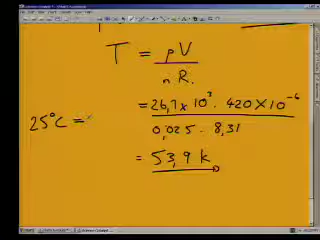 T = pV
n R.
= 26,7 × 10³ · 420 × 10⁻⁶
0,025 · 8,31
25°C =
= 53,9 k